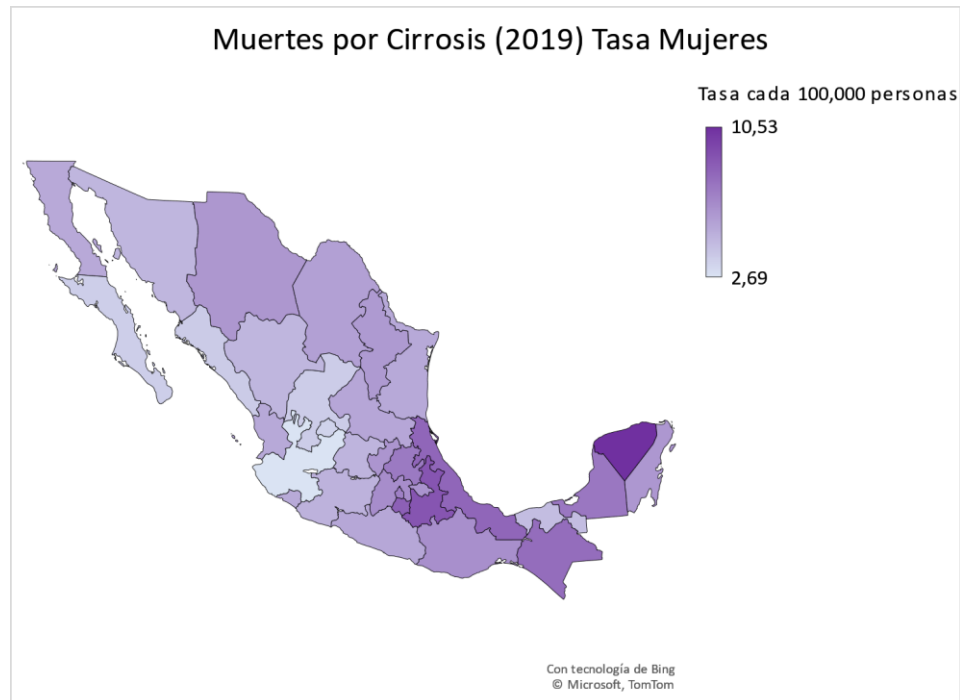 Muertes por Cirrosis (2019) Tasa Mujeres
Tasa cada 100,000 personas
10,53
2,69
Con tecnología de Bing
© Microsoft, TomTom